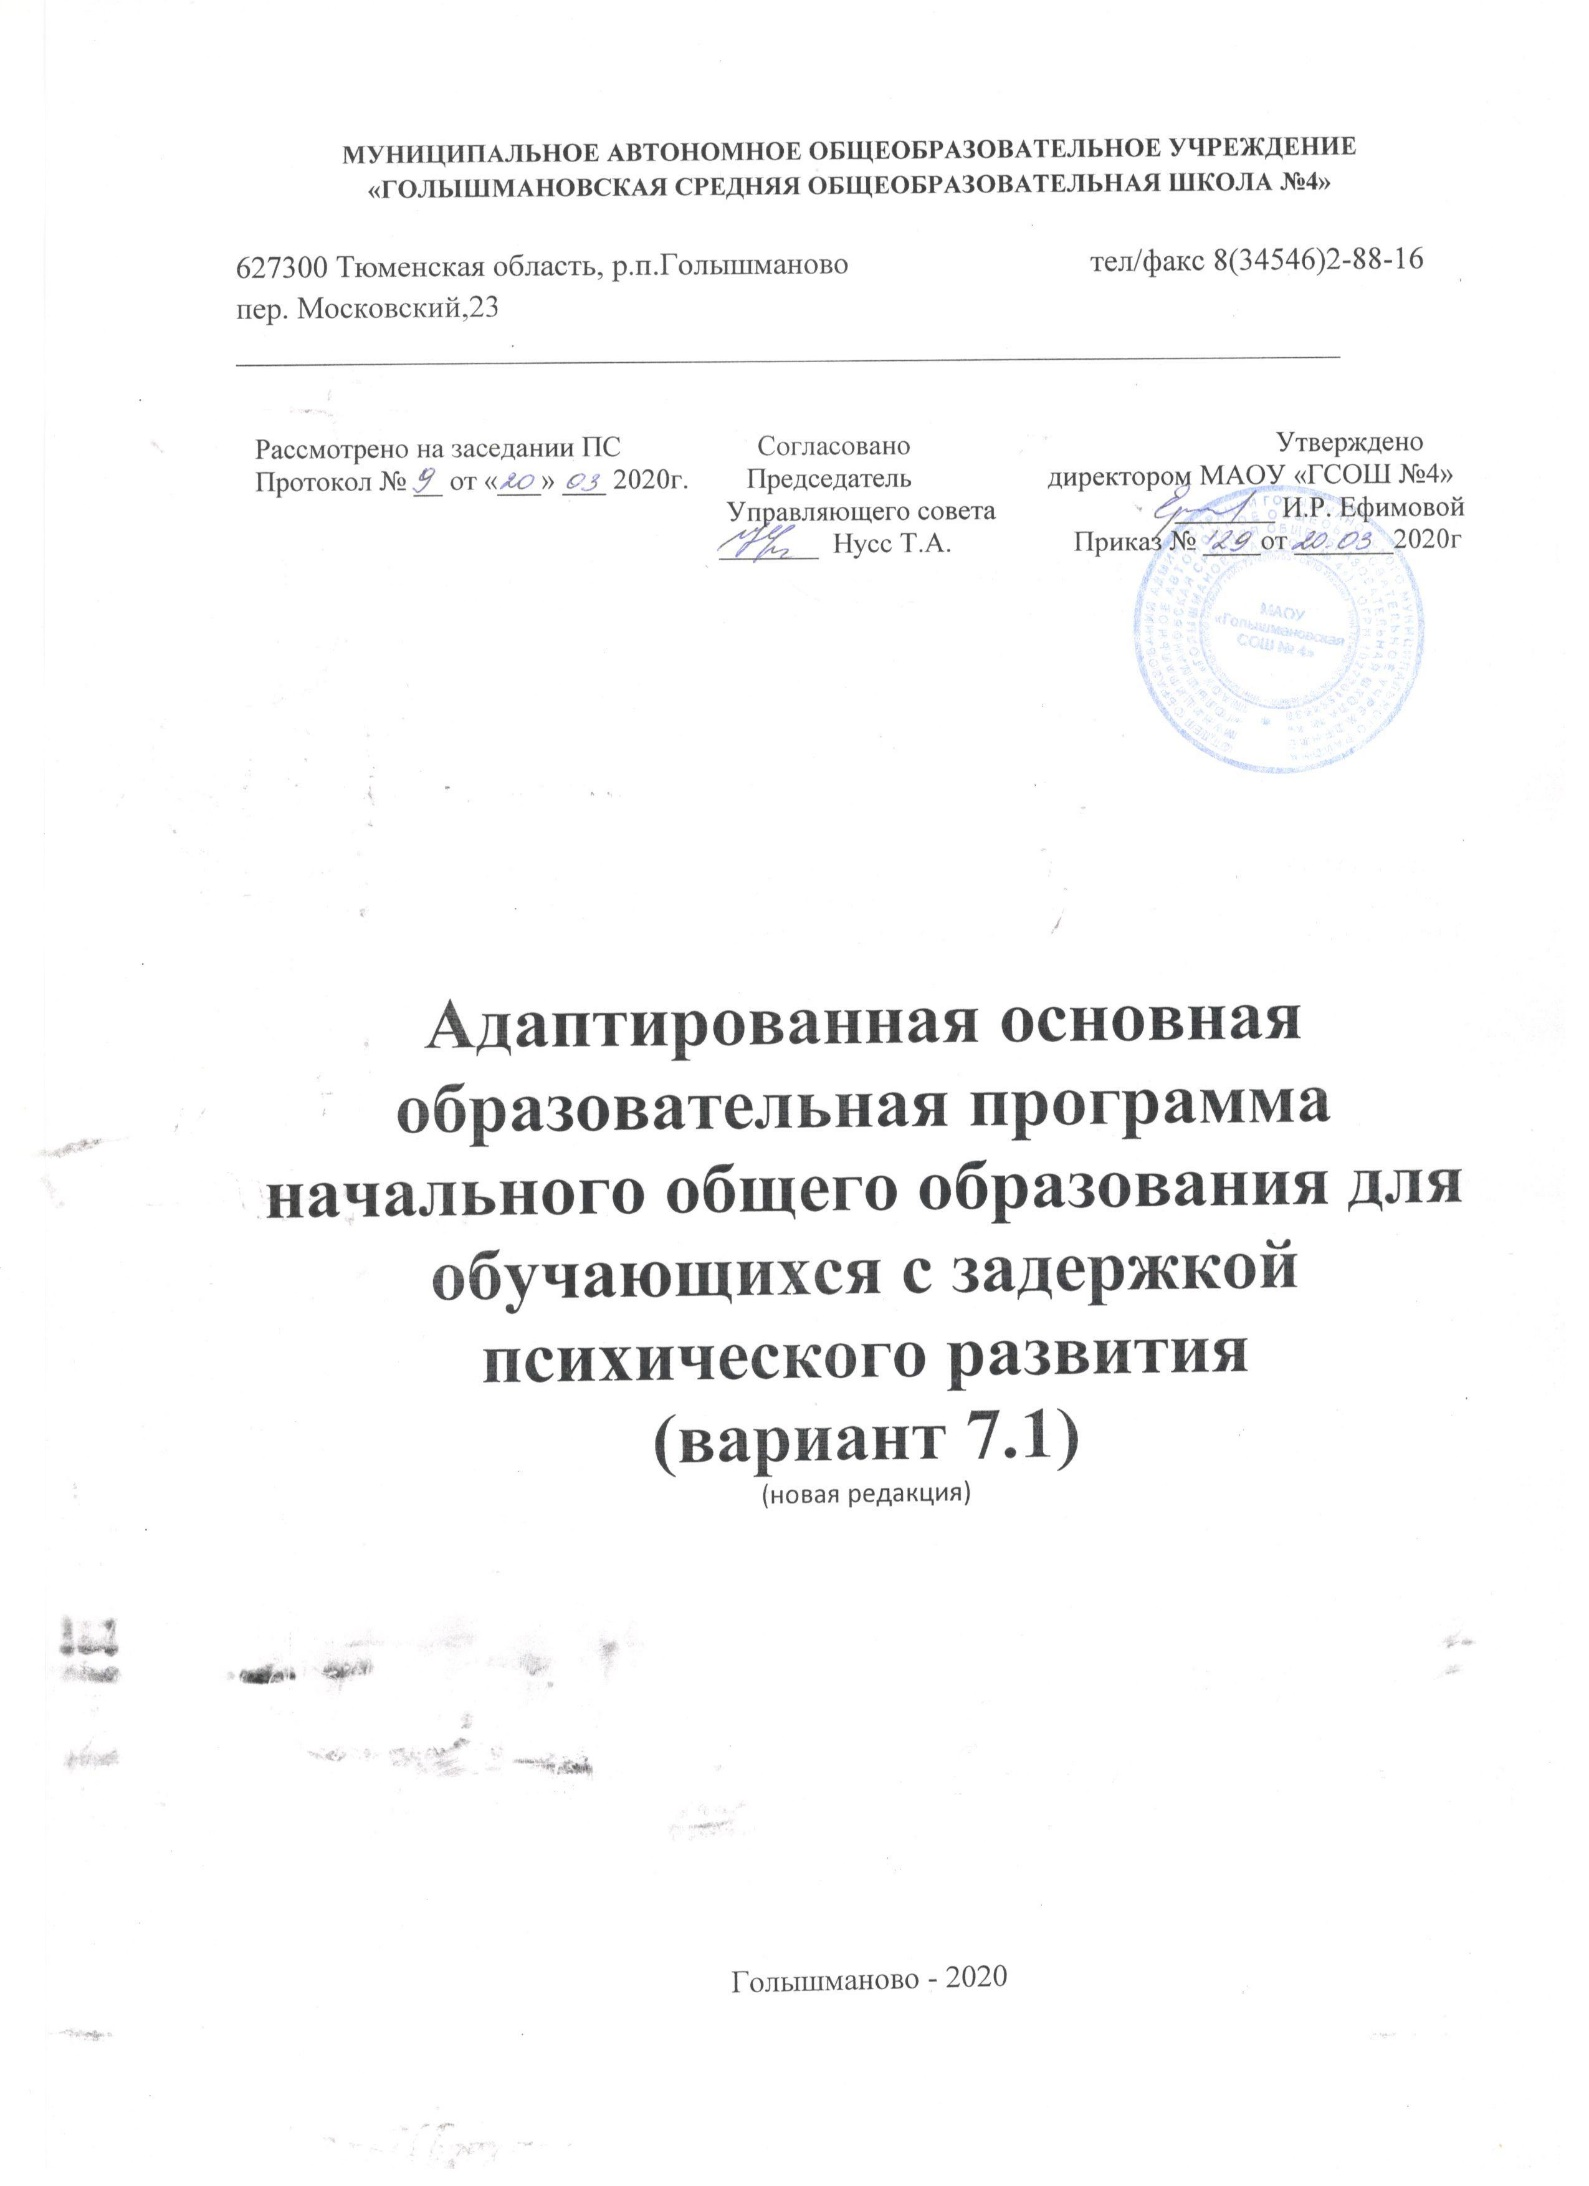 МУНИЦИПАЛЬНОЕ АВТОНОМНОЕ ОБЩЕОБРАЗОВАТЕЛЬНОЕ УЧРЕЖДЕНИЕ
«ГОЛЫШМАНОВСКАЯ СРЕДНЯЯ ОБЩЕОБРАЗОВАТЕЛЬНАЯ ШКОЛА №4»
627300 Тюменская область, р.п.Голышманово тел/факс 8(34546)2-88-16
пер. Московский,23
Рассмотрено на заседании ПС Согласовано Утверждено
Протокол № 9 от «20» 03 2020г. Председатель директором МАОУ «ГСОШ №4»
Управляющего совета И.Р. Ефимовой
Нусс Т.А. Приказ № 129 от 20.03 2020г
МАОУ
«Голышмановская
СОШ № 4»
Адаптированная основная
образовательная программа
начального общего образования для
обучающихся с задержкой
психического развития
(вариант 7.1)
(новая редакция)
Голышманово - 2020